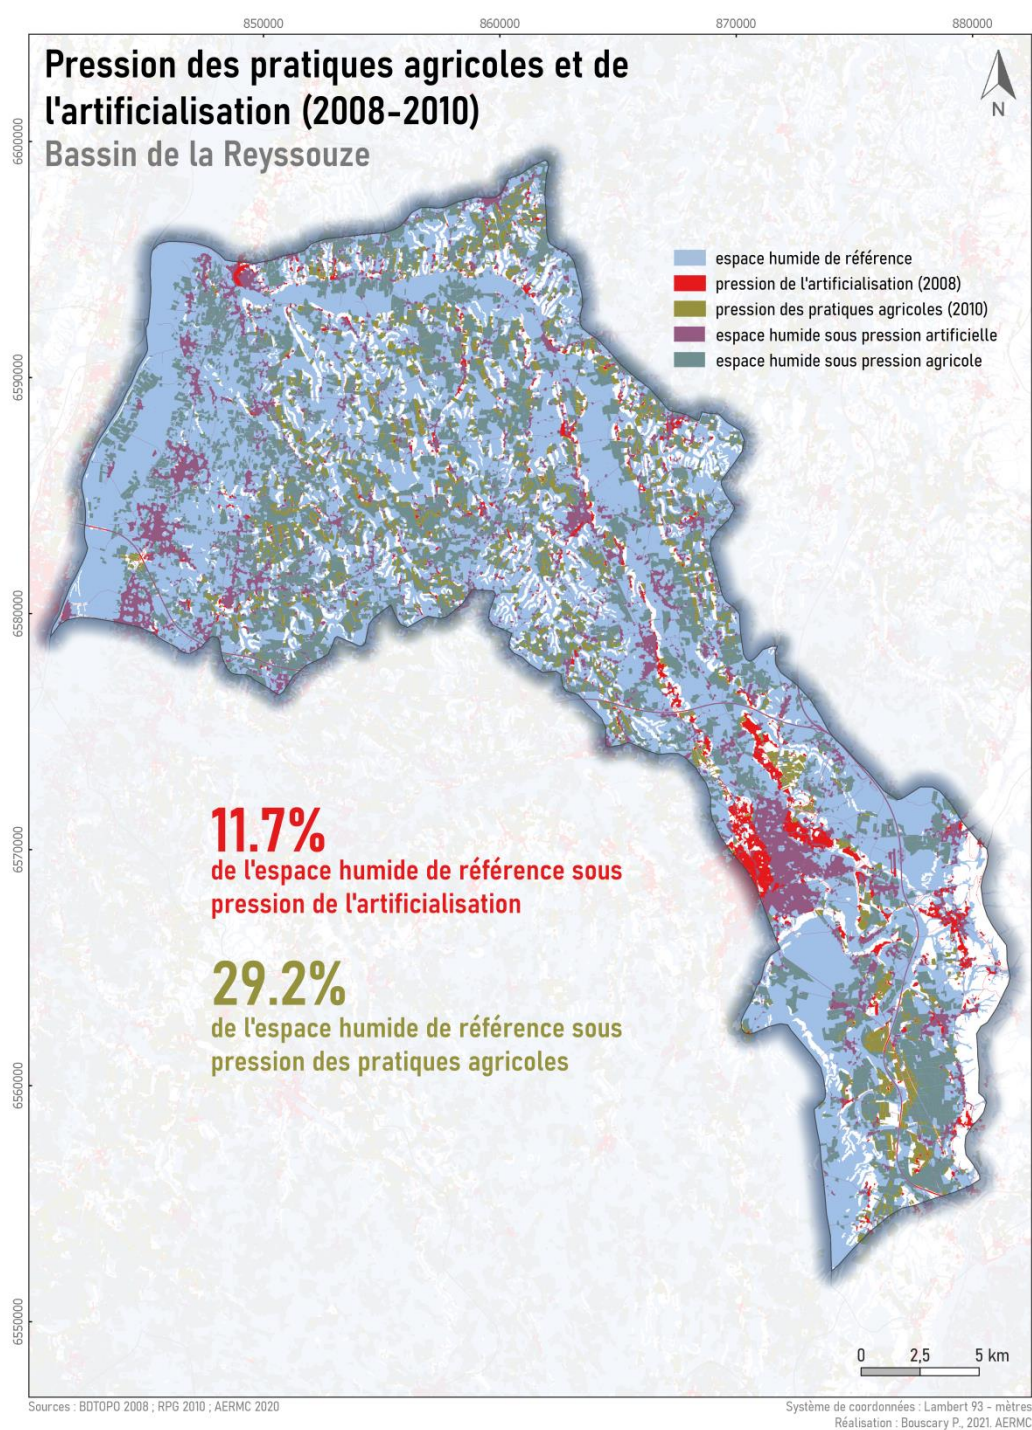 850000
860000
870000
880000
Pression des pratiques agricoles et de
l'artificialisation (2008-2010)
Bassin de la Reyssouze
N
6600000
espace humide de référence
pression de l'artificialisation (2008)
pression des pratiques agricoles (2010)
espace humide sous pression artificielle
espace humide sous pression agricole
6590000
6580000
11.7%
de l'espace humide de référence sous
pression de l'artificialisation
6570000
29.2%
de l'espace humide de référence sous
pression des pratiques agricoles
6560000
6550000
0 2,5 5 km
Sources : BDTOPO 2008 ; RPG 2010 ; AERMC 2020
Système de coordonnées : Lambert 93 - mètres
Réalisation : Bouscary P., 2021. AERMC